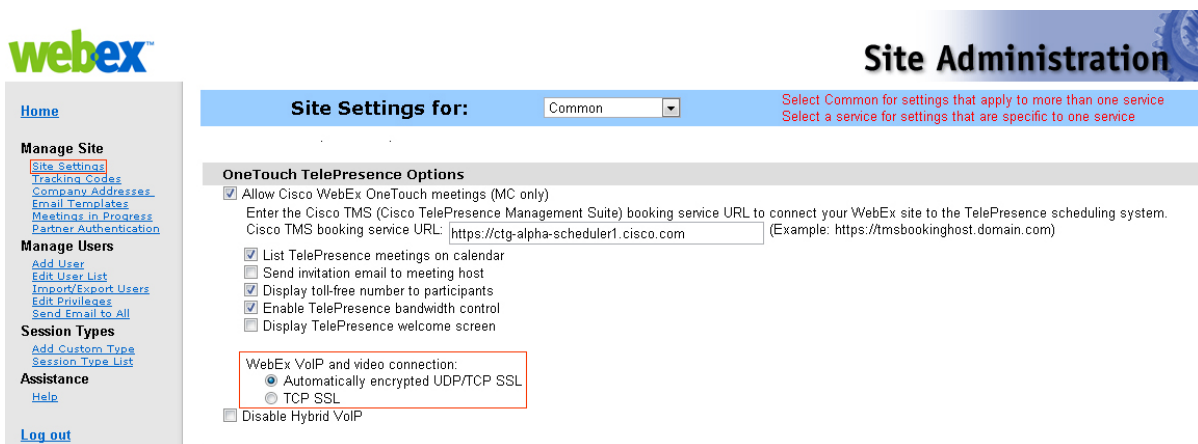 webex™
Site Administration
Home
Manage Site
Site Settings
Tracking Codes
Company Addresses
Email Templates
Meetings in Progress
Partner Authentication
Manage Users
Add User
Edit User List
Import/Export Users
Edit Privileges
Send Email to All
Session Types
Add Custom Type
Session Type List
Assistance
Help
Log out
Site Settings for:
Common
Select Common for settings that apply to more than one service
Select a service for settings that are specific to one service
OneTouch TelePresence Options
Allow Cisco WebEx OneTouch meetings (MC only)
Enter the Cisco TMS (Cisco TelePresence Management Suite) booking service URL to connect your WebEx site to the TelePresence scheduling system.
Cisco TMS booking service URL: https://ctg-alpha-scheduler1.cisco.com (Example: https://tmsbookinghost.domain.com)
List TelePresence meetings on calendar
Send invitation email to meeting host
Display toll-free number to participants
Enable TelePresence bandwidth control
Display TelePresence welcome screen
WebEx VoIP and video connection:
Automatically encrypted UDP/TCP SSL
TCP SSL
Disable Hybrid VoIP